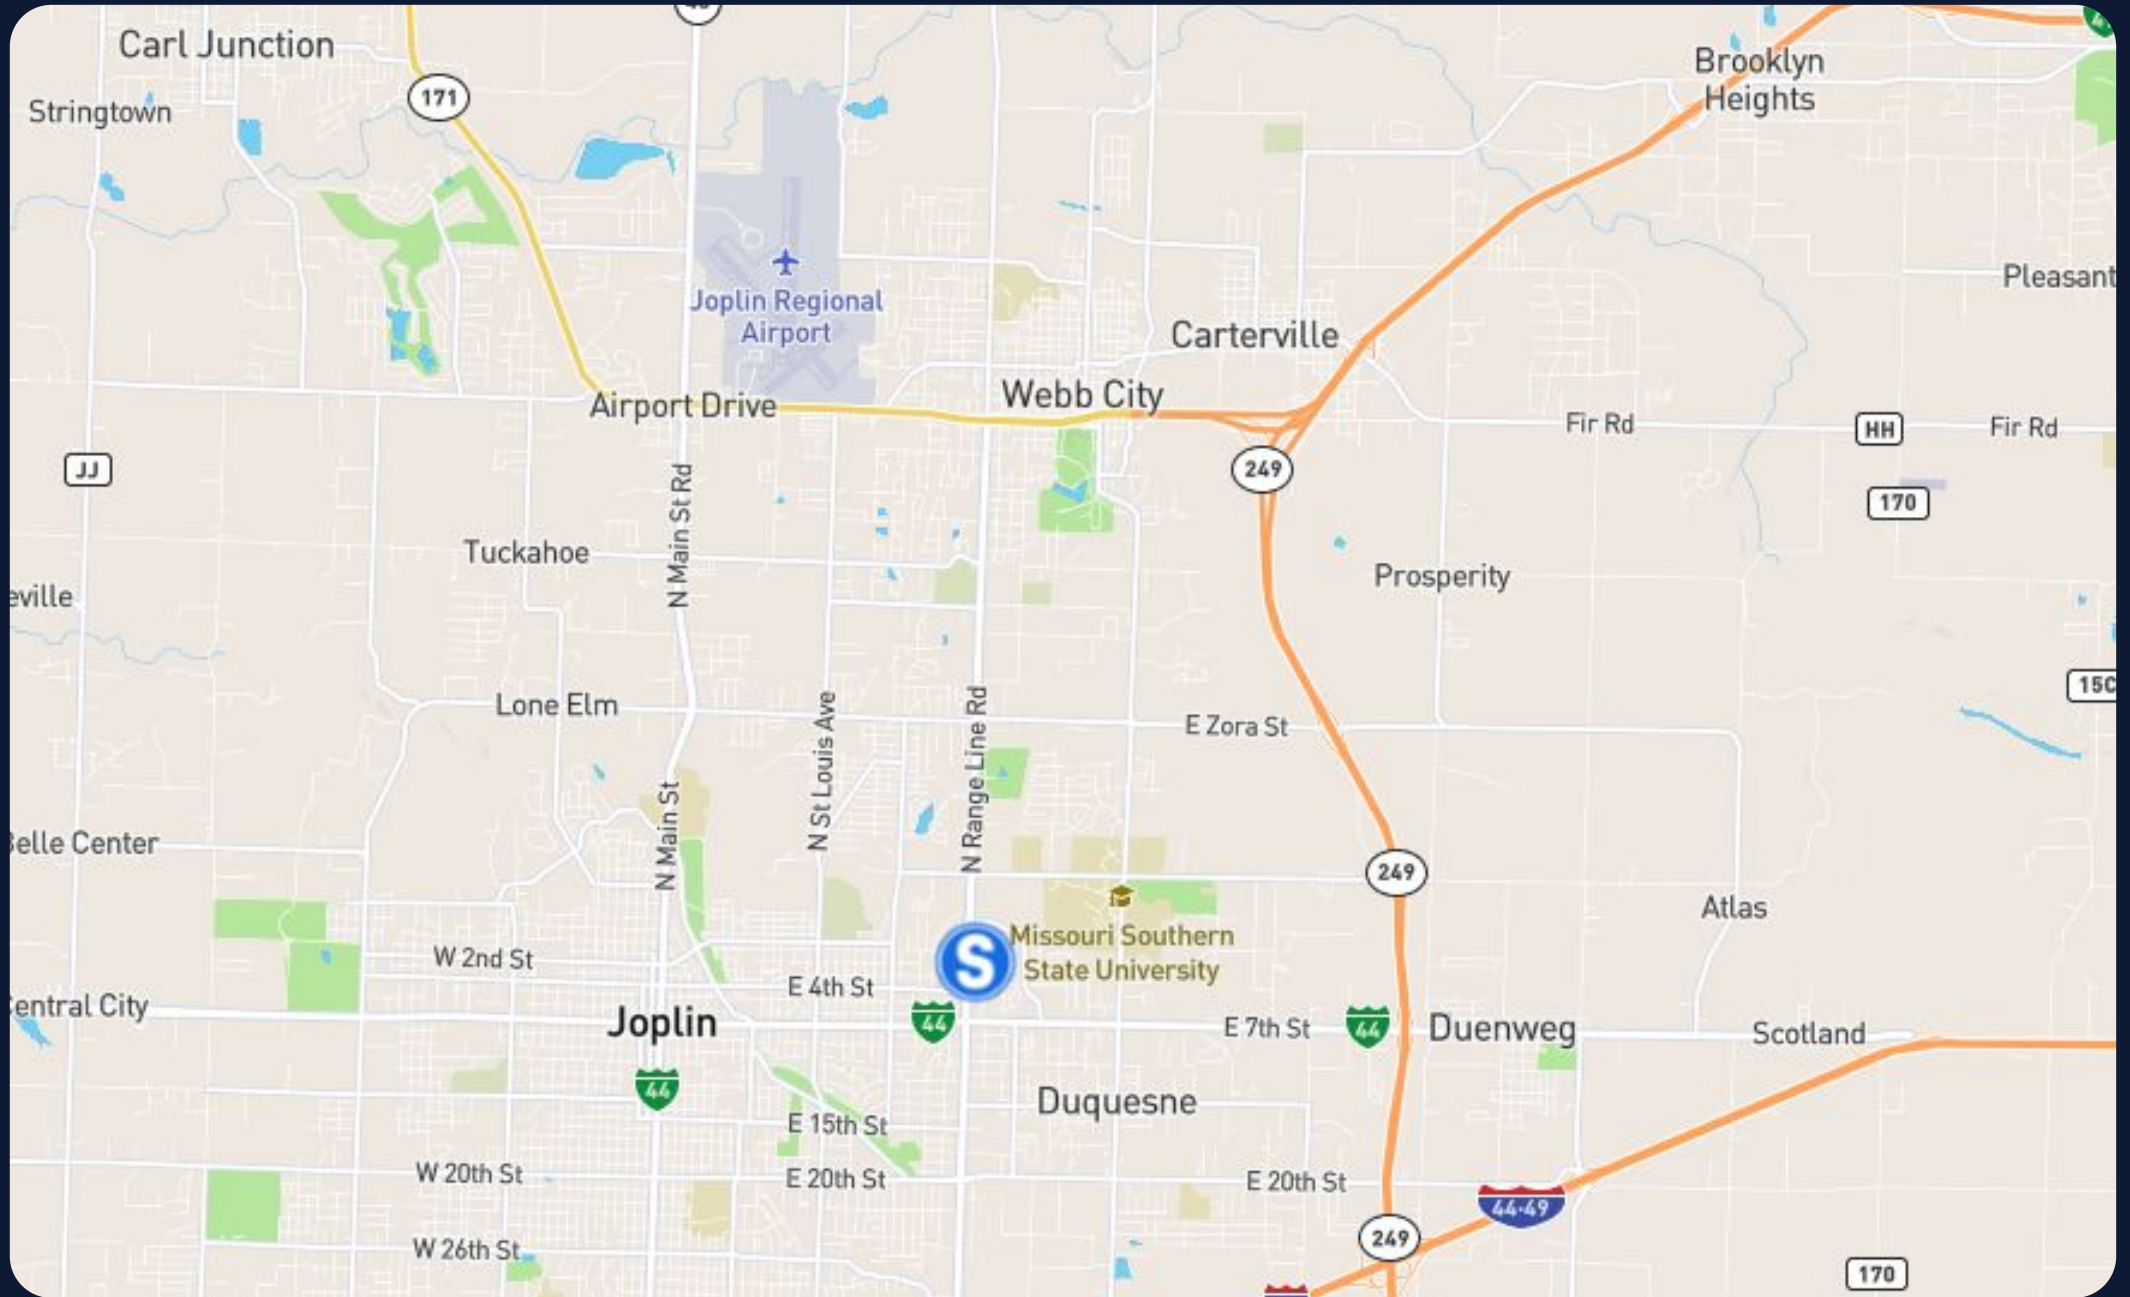 Carl Junction
Brooklyn
Heights
171
Stringtown
Joplin Regional
Airport
Pleasant
Carterville
Webb City
Airport Drive
Fir Rd
HH
Fir Rd
JJ
249
170
N Main St Rd
Tuckahoe
Prosperity
eville
15C
Lone Elm
E Zora St
N St Louis Ave
N Range Line Rd
N Main St
Belle Center
249
Atlas
S
Missouri Southern
State University
W 2nd St
E 4th St
Central City
Joplin
44
E 7th St
44
Duenweg
Scotland
44
Duquesne
E 15th St
W 20th St
E 20th St
E 20th St
44-49
249
W 26th St
170